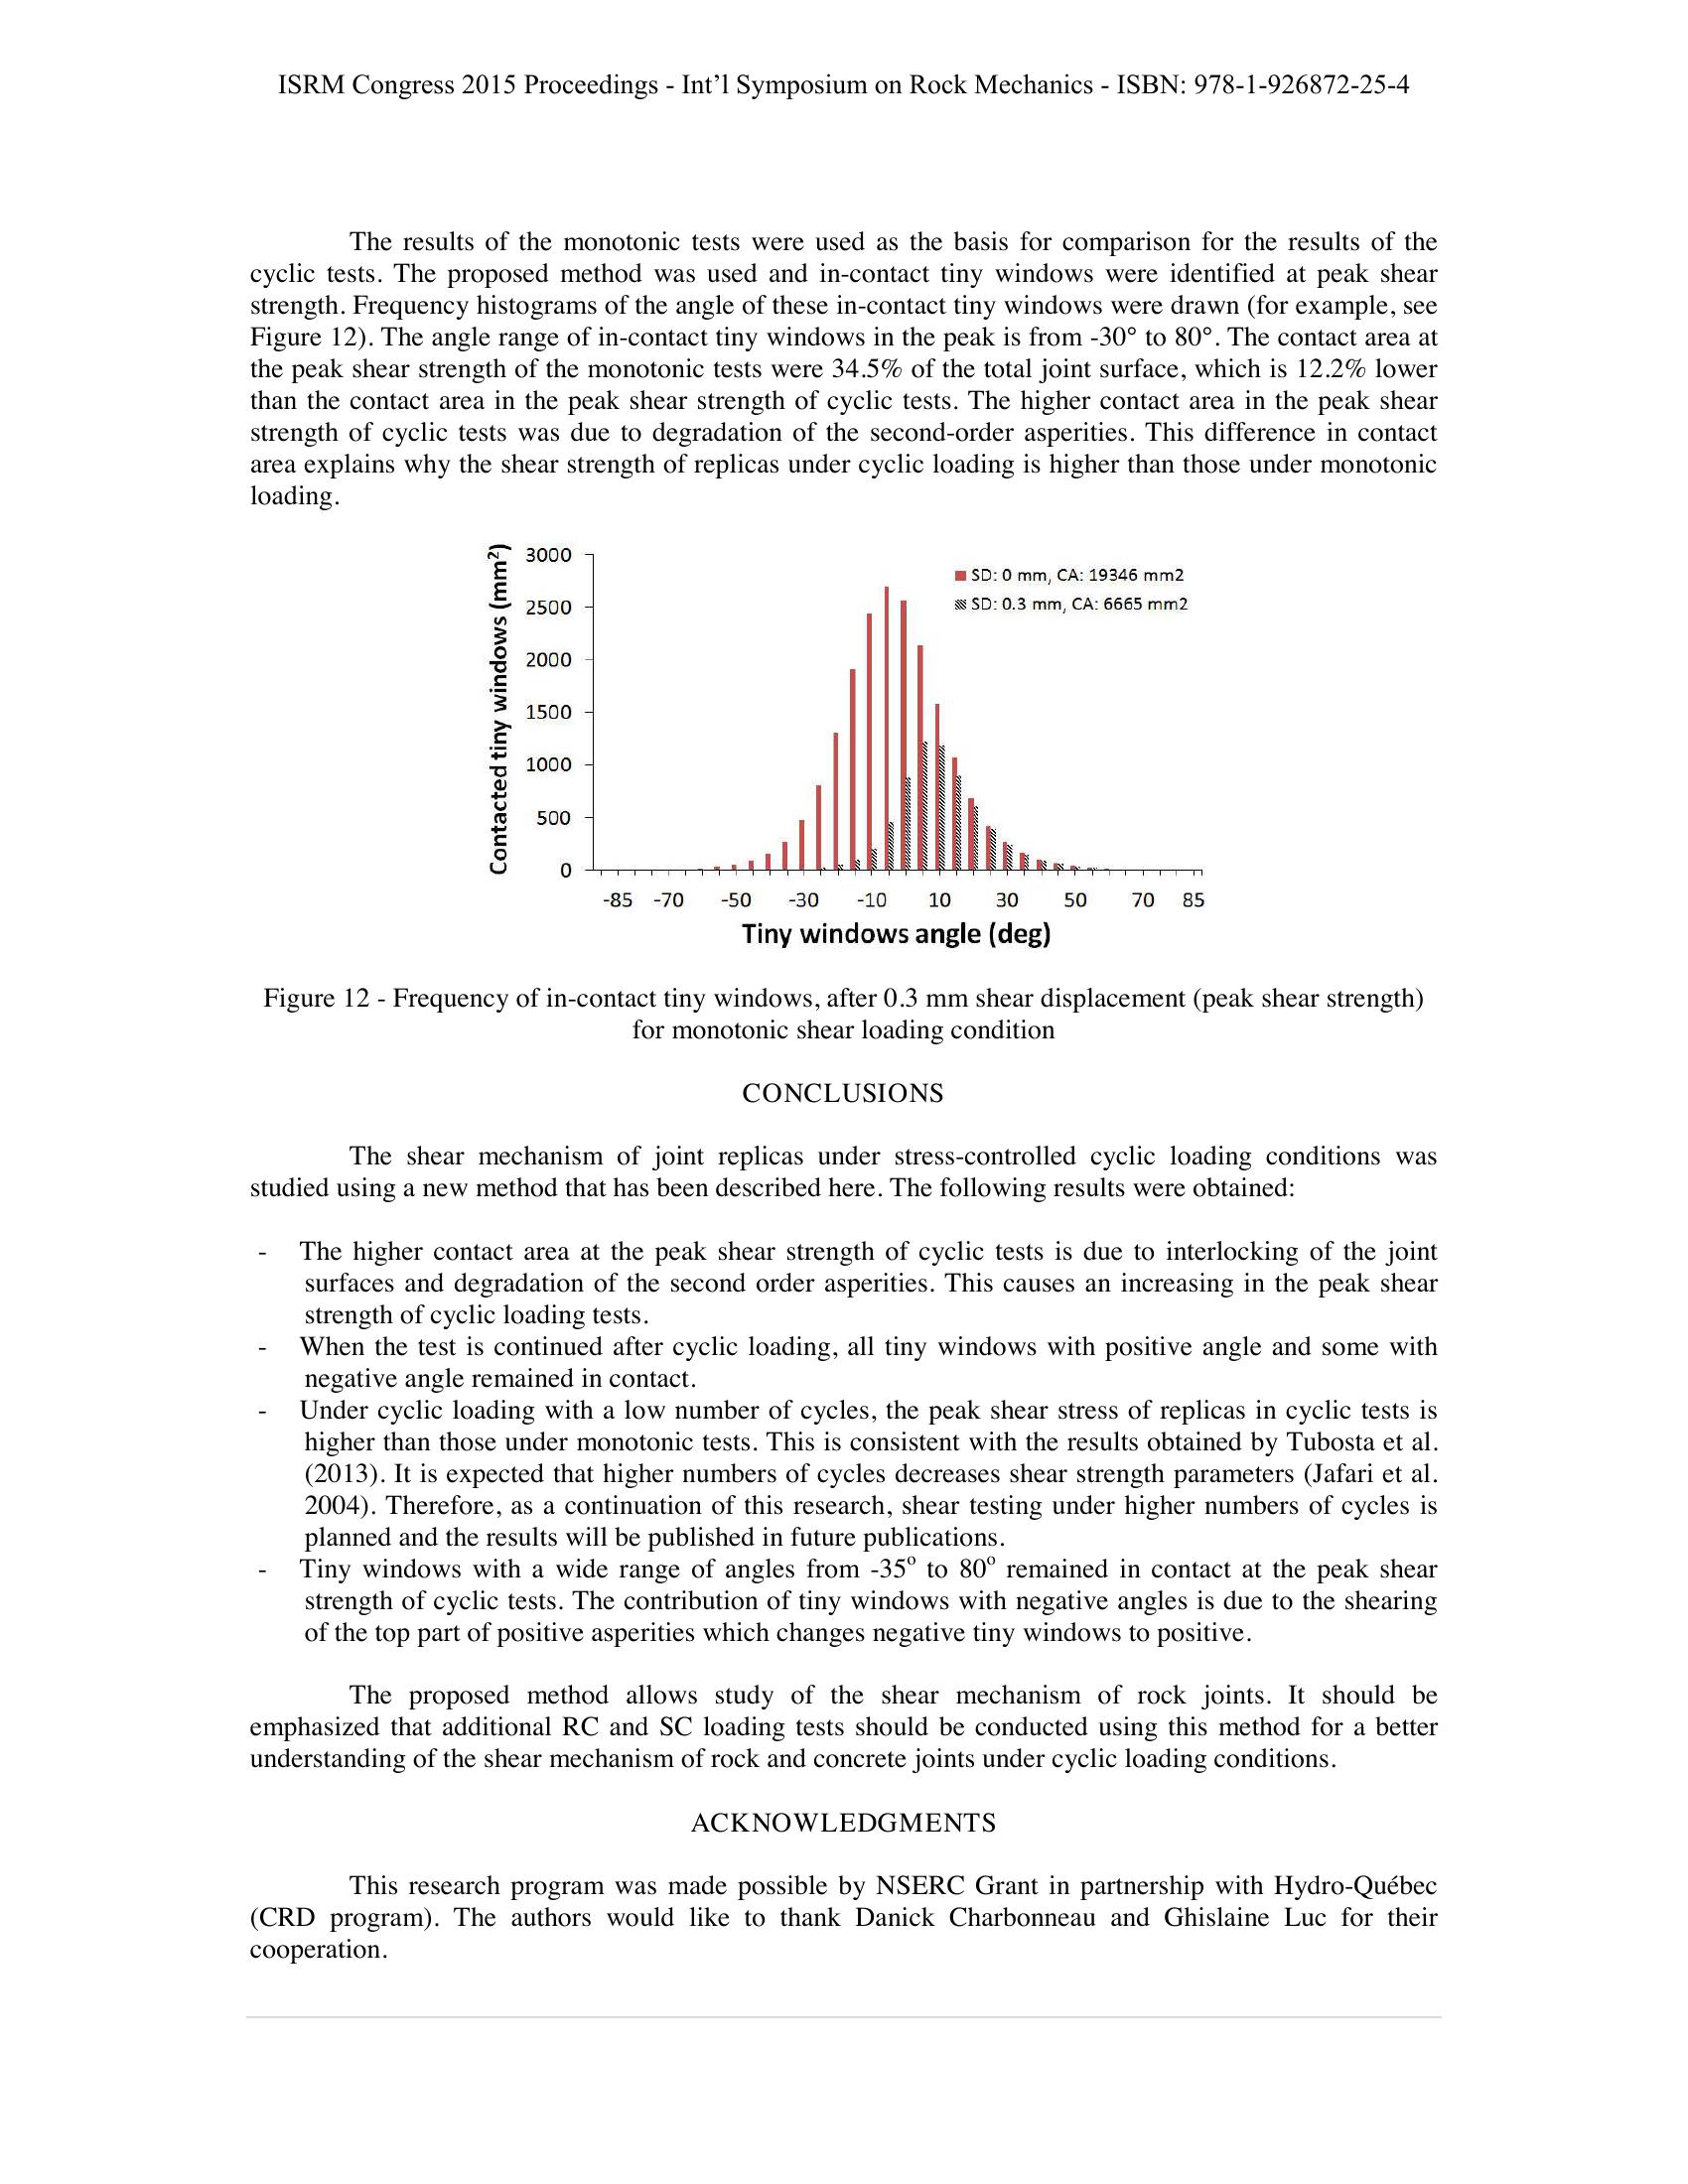 ISRM Congress 2015 Proceedings - Int’l Symposium on Rock Mechanics - ISBN: 978-1-926872-25-4
The results of the monotonic tests were used as the basis for comparison for the results of the
cyclic tests. The proposed method was used and in-contact tiny windows were identified at peak shear
strength. Frequency histograms of the angle of these in-contact tiny windows were drawn (for example, see
Figure 12). The angle range of in-contact tiny windows in the peak is from -30° to 80°. The contact area at
the peak shear strength of the monotonic tests were 34.5% of the total joint surface, which is 12.2% lower
than the contact area in the peak shear strength of cyclic tests. The higher contact area in the peak shear
strength of cyclic tests was due to degradation of the second-order asperities. This difference in contact
area explains why the shear strength of replicas under cyclic loading is higher than those under monotonic
loading.
Contacted tiny windows (mm²)
3000
2500
2000
1500
1000
500
0
SD: 0 mm, CA: 19346 mm2
SD: 0.3 mm, CA: 6665 mm2
-85 -70 -50 -30 -10 10 30 50 70 85
Tiny windows angle (deg)
Figure 12 - Frequency of in-contact tiny windows, after 0.3 mm shear displacement (peak shear strength)
for monotonic shear loading condition
CONCLUSIONS
The shear mechanism of joint replicas under stress-controlled cyclic loading conditions was
studied using a new method that has been described here. The following results were obtained:
- The higher contact area at the peak shear strength of cyclic tests is due to interlocking of the joint
surfaces and degradation of the second order asperities. This causes an increasing in the peak shear
strength of cyclic loading tests.
- When the test is continued after cyclic loading, all tiny windows with positive angle and some with
negative angle remained in contact.
- Under cyclic loading with a low number of cycles, the peak shear stress of replicas in cyclic tests is
higher than those under monotonic tests. This is consistent with the results obtained by Tubosta et al.
(2013). It is expected that higher numbers of cycles decreases shear strength parameters (Jafari et al.
2004). Therefore, as a continuation of this research, shear testing under higher numbers of cycles is
planned and the results will be published in future publications.
- Tiny windows with a wide range of angles from -35º to 80º remained in contact at the peak shear
strength of cyclic tests. The contribution of tiny windows with negative angles is due to the shearing
of the top part of positive asperities which changes negative tiny windows to positive.
The proposed method allows study of the shear mechanism of rock joints. It should be
emphasized that additional RC and SC loading tests should be conducted using this method for a better
understanding of the shear mechanism of rock and concrete joints under cyclic loading conditions.
ACKNOWLEDGMENTS
This research program was made possible by NSERC Grant in partnership with Hydro-Québec
(CRD program). The authors would like to thank Danick Charbonneau and Ghislaine Luc for their
cooperation.